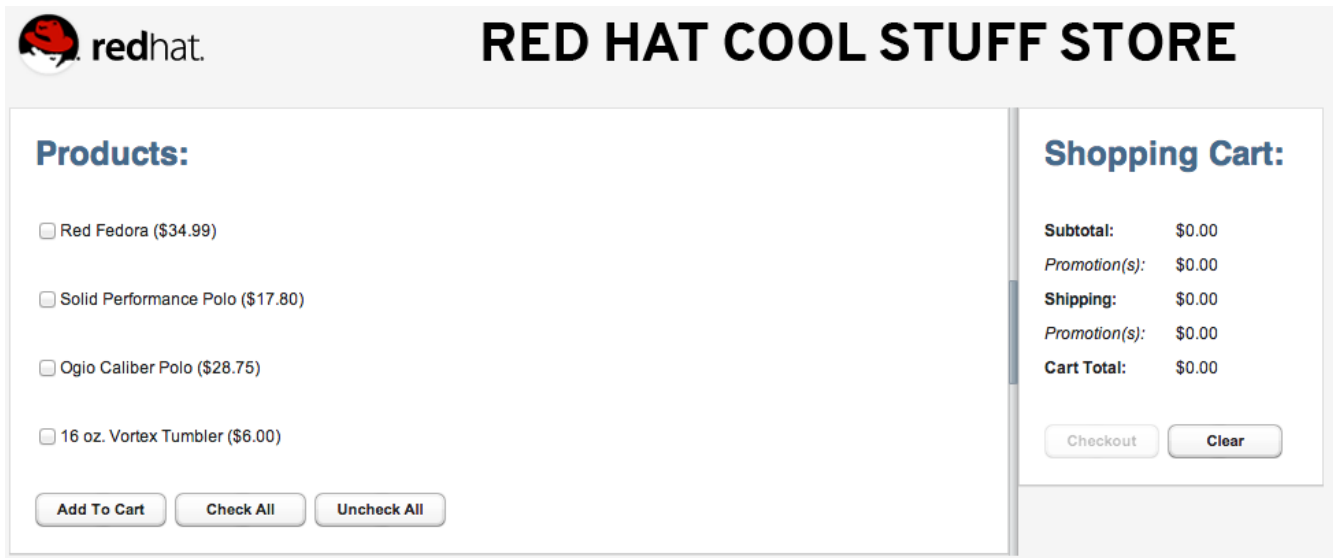 redhat.
RED HAT COOL STUFF STORE
Products:
Red Fedora ($34.99)
Solid Performance Polo ($17.80)
Ogio Caliber Polo ($28.75)
16 oz. Vortex Tumbler ($6.00)
Add To Cart Check All Uncheck All
Shopping Cart:
Subtotal: $0.00
Promotion(s): $0.00
Shipping: $0.00
Promotion(s): $0.00
Cart Total: $0.00
Checkout Clear